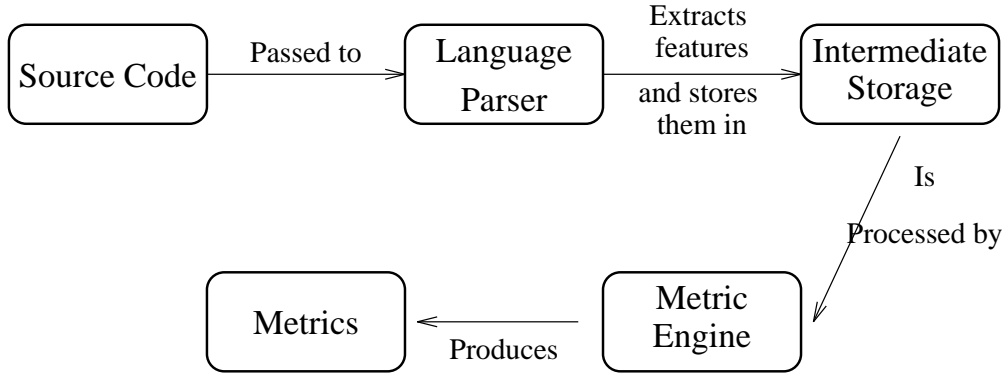 Source Code
Passed to
Language
Parser
Extracts
features
and stores
them in
Intermediate
Storage
Is
Processed by
Metric
Engine
Produces
Metrics